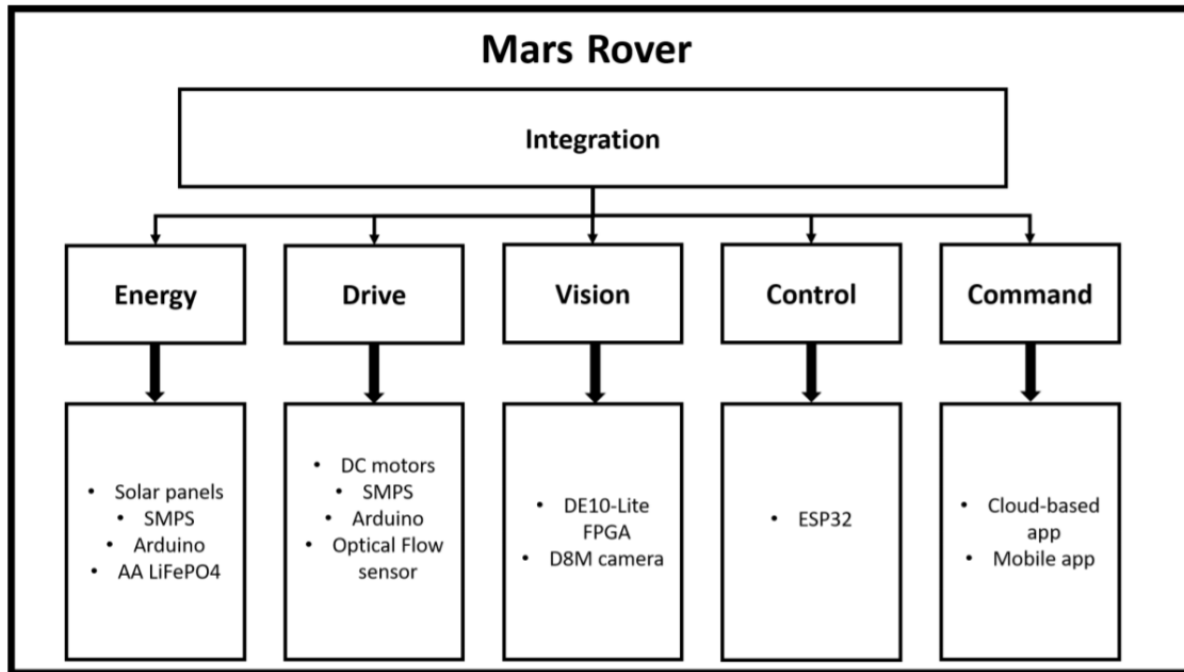 Mars Rover
Integration
Energy
Drive
Vision
Control
Command
• Solar panels
• SMPS
• Arduino
• AA LiFePO4
• DC motors
• SMPS
• Arduino
• Optical Flow
sensor
• DE10-Lite
FPGA
• D8M camera
• ESP32
• Cloud-based
app
• Mobile app